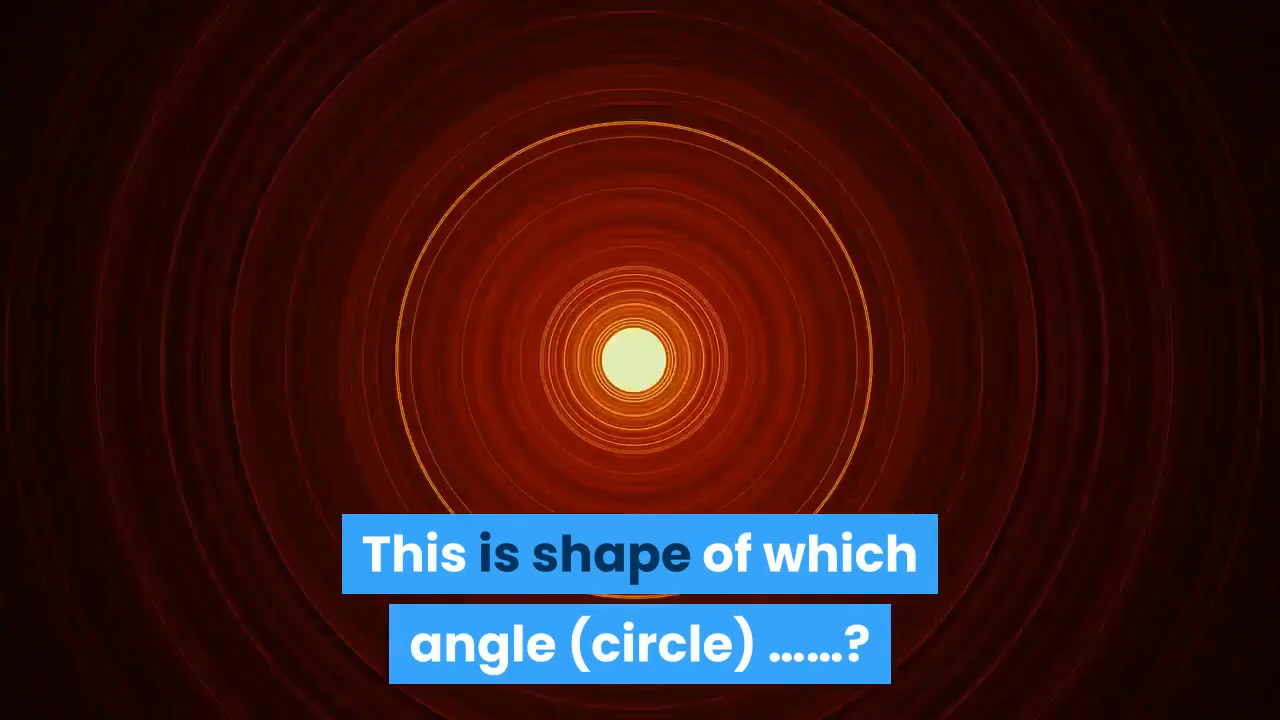 This is shape of which
angle (circle) ……?